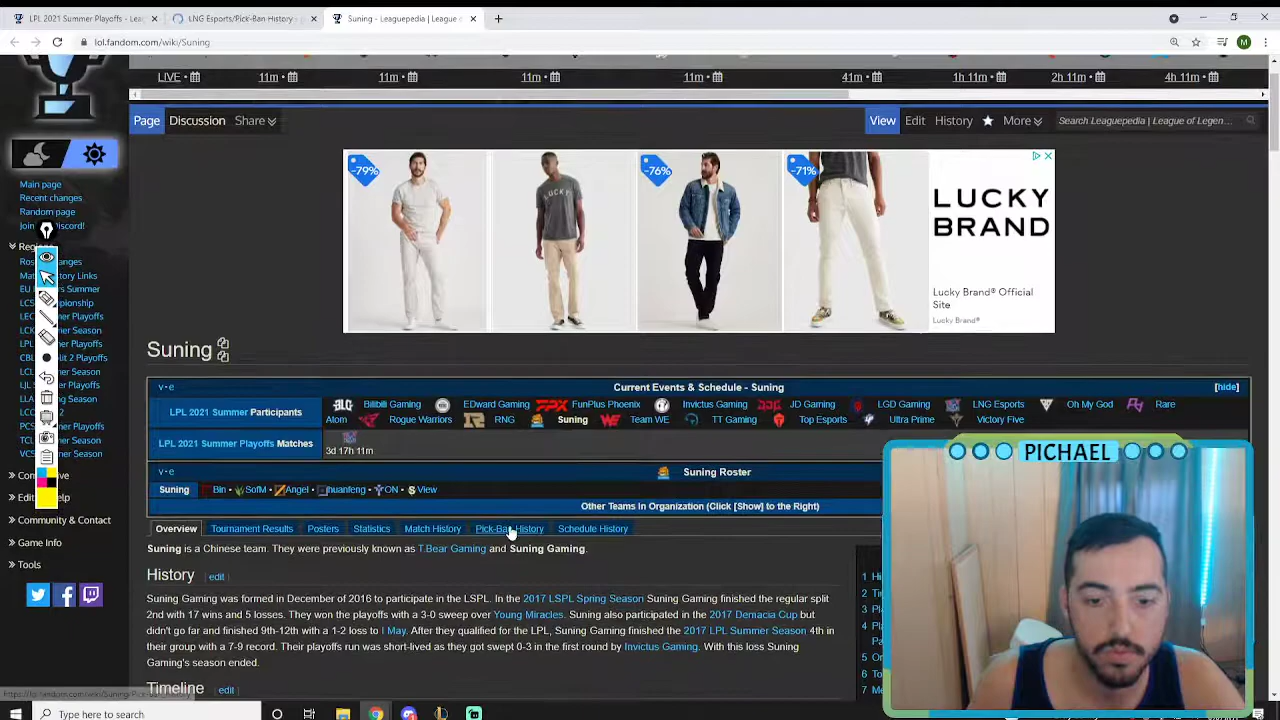 LPL 2021 Summer Playoffs - Lea
LNG Esports/Pick-Ban History -
Suning - Leaguepedia | League o
lol.fandom.com/wiki/Suning
M
LIVE • 11m • 11m • 11m • 11m • 41m • 1h 11m • 2h 11m • 4h 11m •
Page Discussion Share View Edit History More Search Leaguepedia | League of Legen...
-79% -76% -71%
LUCKY
BRAND
Lucky Brand® Official
Site
Lucky Brand®
Main page
Recent changes
Random page
Community & Contact
Game Info
Tools
Suning
v·e Current Events & Schedule - Suning [hide]
LPL 2021 Summer Participants
Bilibili Gaming EDward Gaming FunPlus Phoenix Invictus Gaming JD Gaming LGD Gaming LNG Esports Oh My God Rare
Atom Rogue Warriors RNG Suning Team WE TT Gaming Top Esports Ultra Prime Victory Five
LPL 2021 Summer Playoffs Matches
3d 17h 11m
v·e Suning Roster
Suning Bin • SofM • Angel • huanfeng • ON • View
Other Teams In Organization (Click [Show] to the Right)
Overview Tournament Results Posters Statistics Match History Pick-Ban History Schedule History
Suning is a Chinese team. They were previously known as T.Bear Gaming and Suning Gaming.
History [edit]
Suning Gaming was formed in December of 2016 to participate in the LSPL. In the 2017 LSPL Spring Season Suning Gaming finished the regular split
2nd with 17 wins and 5 losses. They won the playoffs with a 3-0 sweep over Young Miracles. Suning also participated in the 2017 Demacia Cup but
didn't go far and finished 9th-12th with a 1-2 loss to I May. After they qualified for the LPL, Suning Gaming finished the 2017 LPL Summer Season 4th in
their group with a 7-9 record. Their playoffs run was short-lived as they got swept 0-3 in the first round by Invictus Gaming. With this loss Suning
Gaming's season ended.
Timeline [edit]
PICHAEL
Type here to search